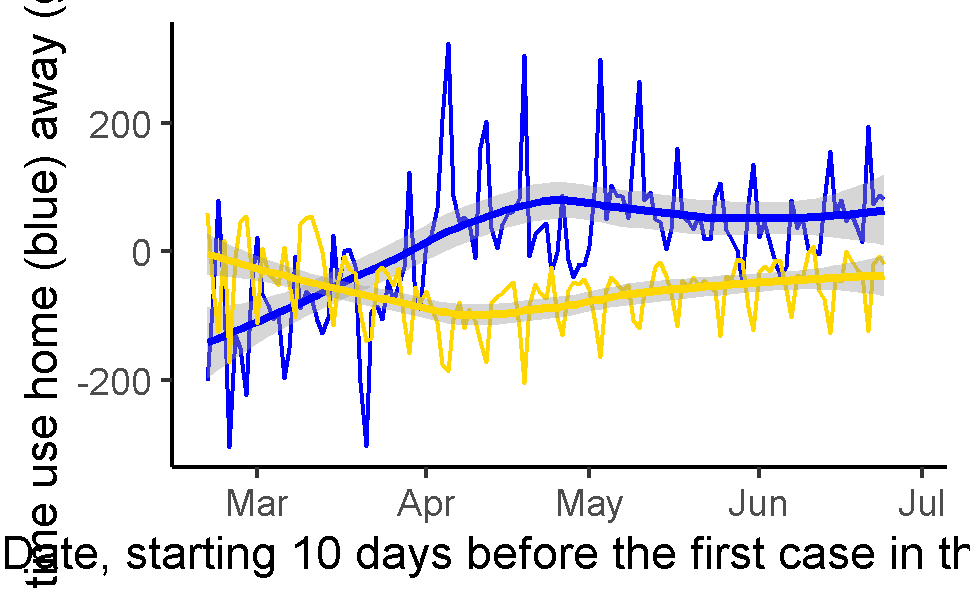 time use home (blue) away (
200
0
-200
Mar Apr May Jun Jul
Date, starting 10 days before the first case in th